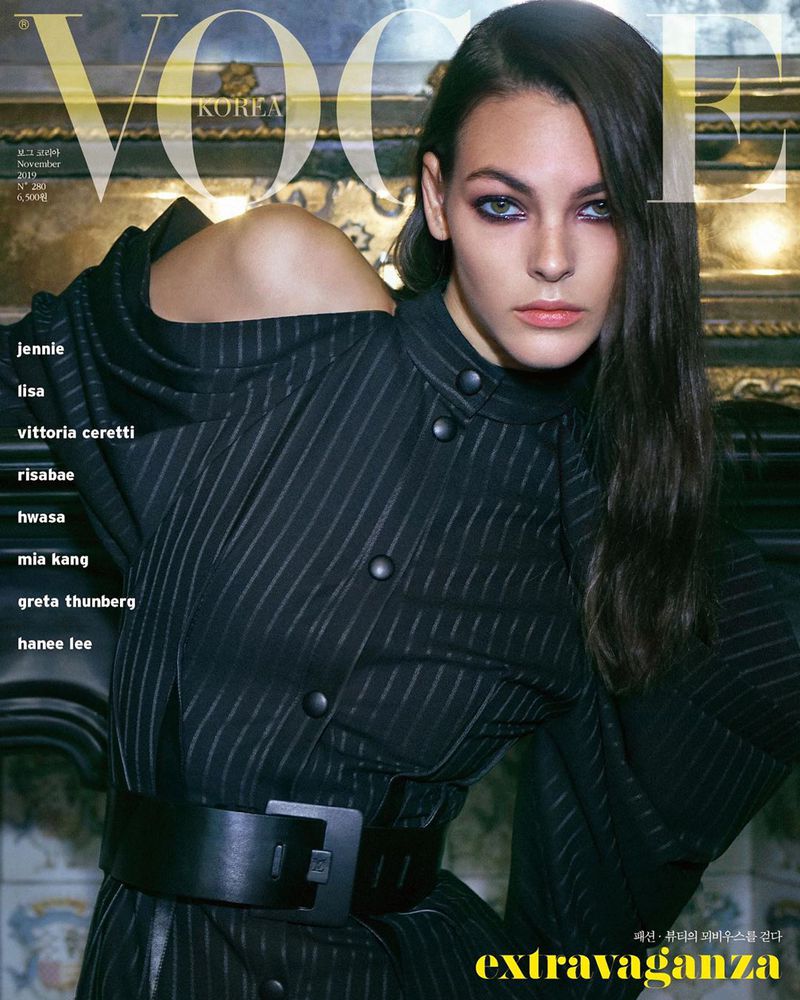 ®
VOGUE
KOREA
보그 코리아
November
2019
N° 280
6,500원
jennie
lisa
vittoria ceretti
risabae
hwasa
mia kang
greta thunberg
hanee lee
패션·뷰티의 뫼비우스를 걷다
extravaganza